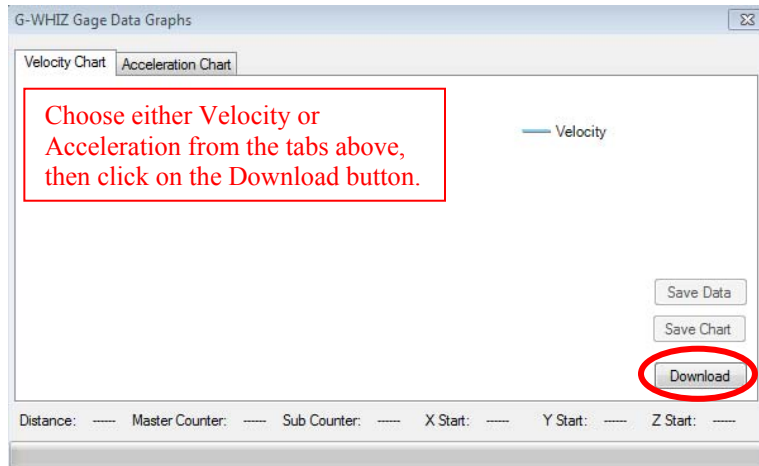 G-WHIZ Gage Data Graphs
Velocity Chart Acceleration Chart
Choose either Velocity or
Acceleration from the tabs above,
then click on the Download button.
Velocity
Save Data
Save Chart
Download
Distance: ----- Master Counter: ----- Sub Counter: ----- X Start: ----- Y Start: ----- Z Start: -----